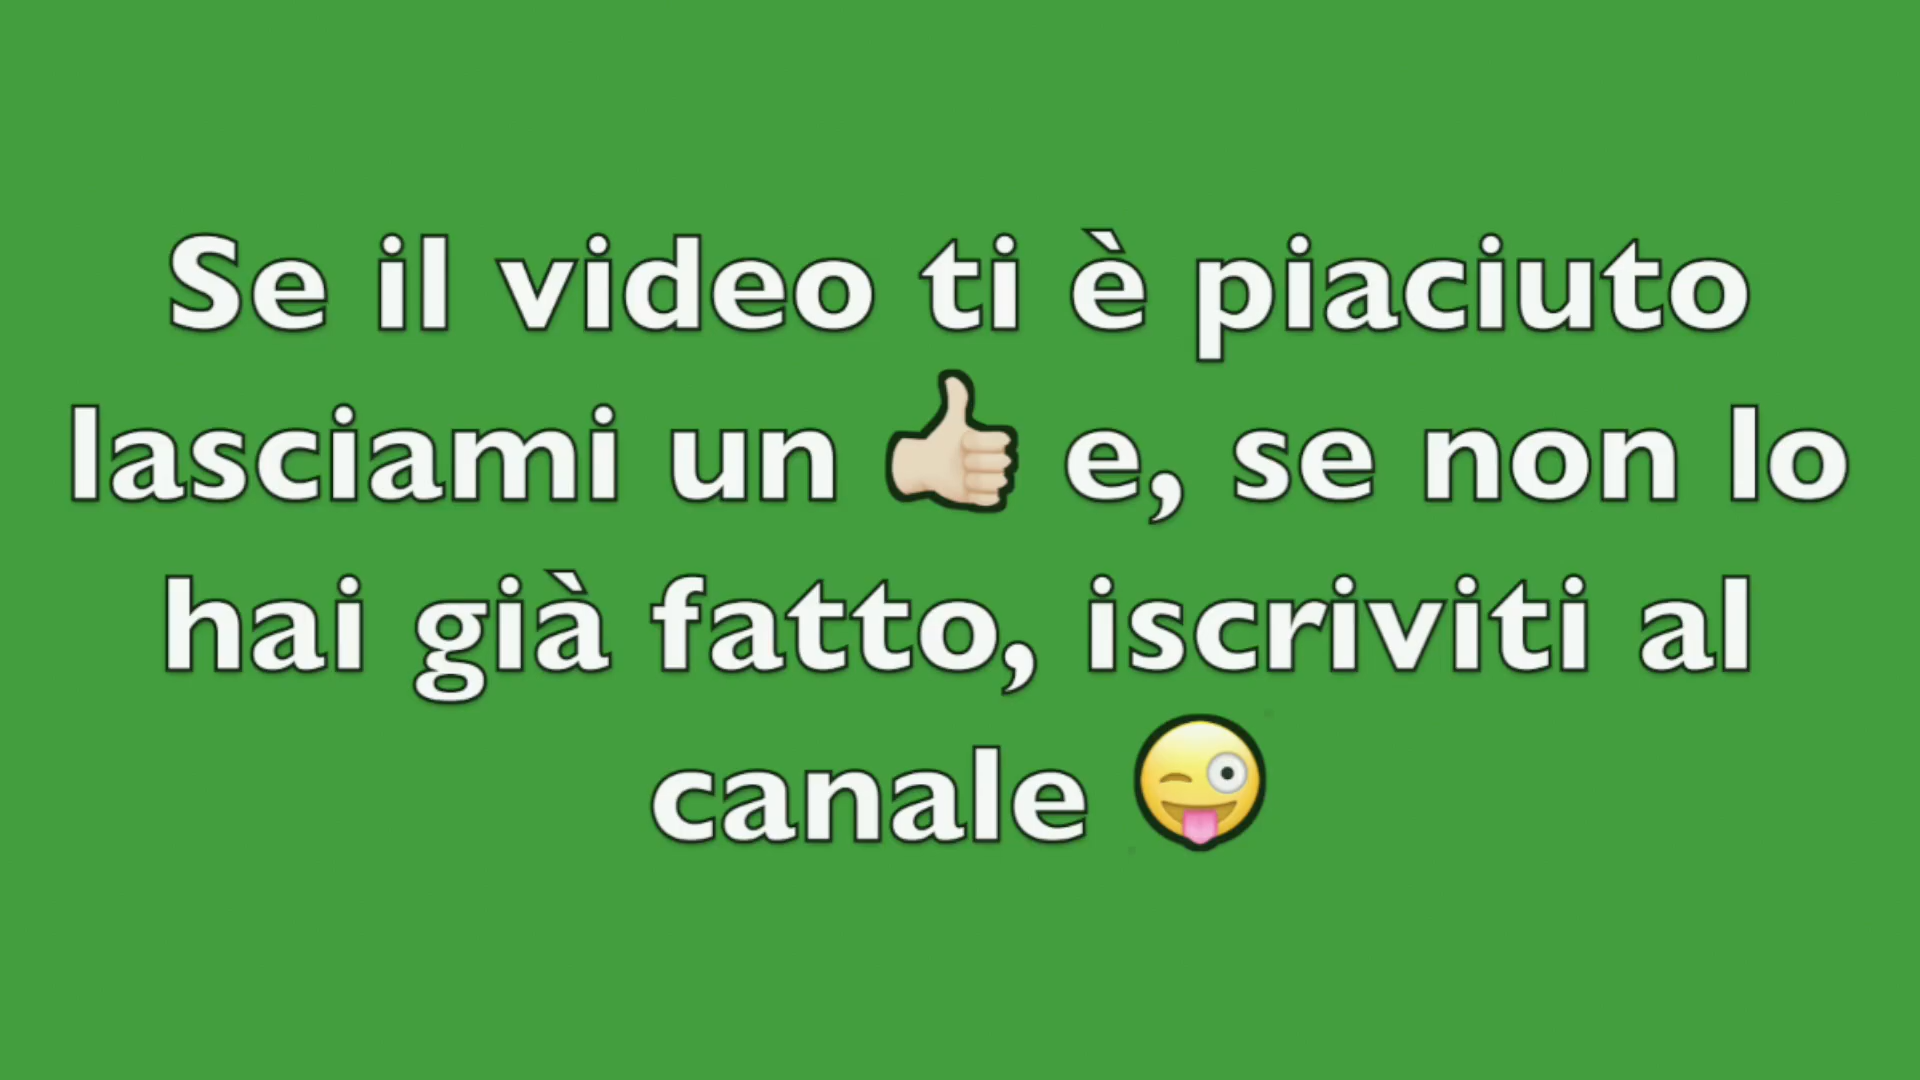 Se il video ti è piaciuto
lasciami un 👍🏻 e, se non lo
hai già fatto, iscriviti al
canale 😜